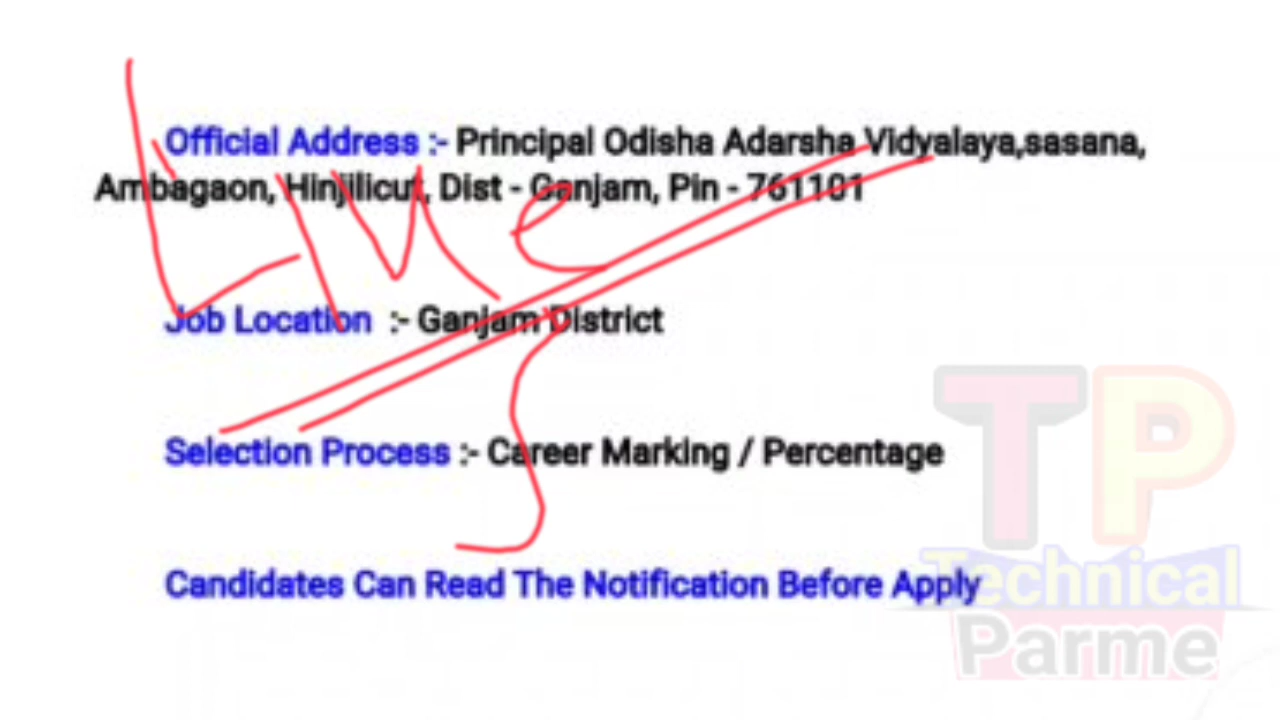 Official Address :- Principal Odisha Adarsha Vidyalaya,sasana,
Ambagaon, Hinjilicut, Dist - Ganjam, Pin - 761101
Job Location :- Ganjam District
Selection Process :- Career Marking / Percentage
Candidates Can Read The Notification Before Apply
TP
Technical
Parme